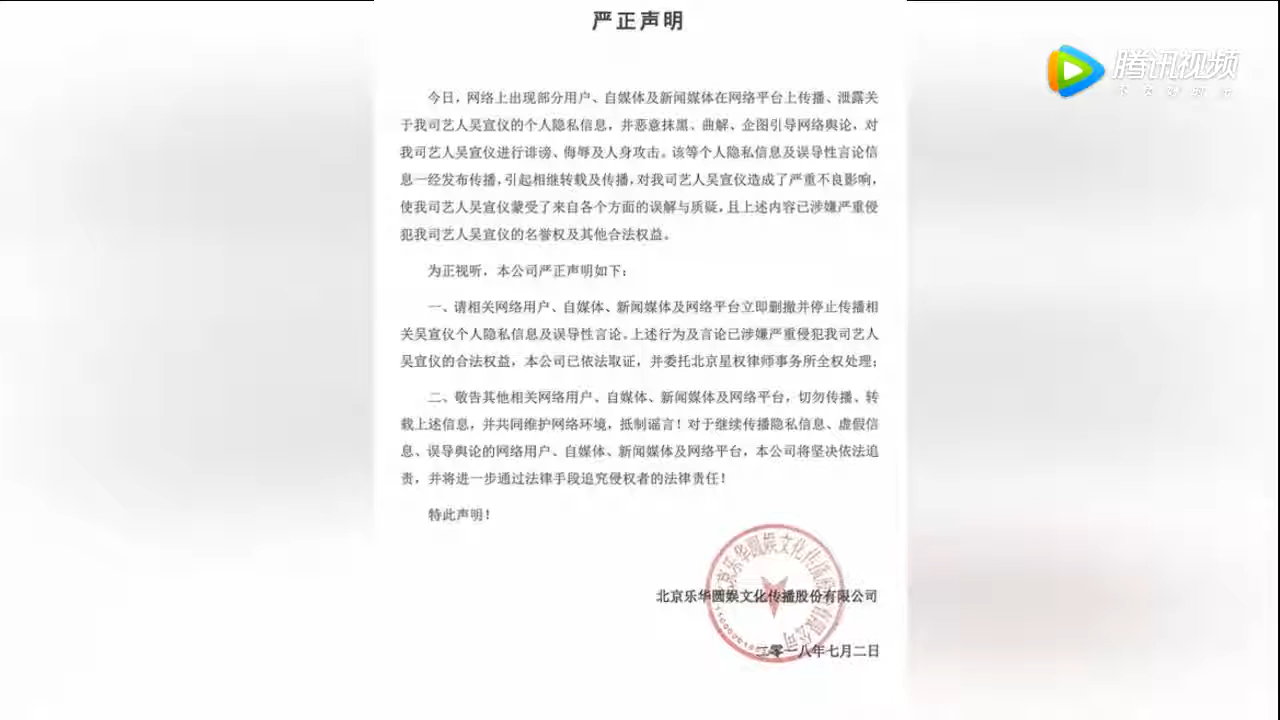 严正声明
腾讯视频
今日，网络上出现部分用户、自媒体及新闻媒体在网络平台上传播、泄露关
于我司艺人吴宣仪的个人隐私信息，并恶意抹黑、曲解、企图引导网络舆论，对
我司艺人吴宣仪进行诽谤、侮辱及人身攻击。该等个人隐私信息及误导性言论信
息一经发布传播，引起相继转载及传播，对我司艺人吴宣仪造成了严重不良影响，
使我司艺人吴宣仪蒙受了来自各个方面的误解与质疑，且上述内容已涉嫌严重侵
犯我司艺人吴宣仪的名誉权及其他合法权益。
为正视听，本公司严正声明如下：
一、请相关网络用户、自媒体、新闻媒体及网络平台立即删撤并停止传播相
关吴宣仪个人隐私信息及误导性言论。上述行为及言论已涉嫌严重侵犯我司艺人
吴宣仪的合法权益，本公司已依法取证，并委托北京星权律师事务所全权处理；
二、敬告其他相关网络用户、自媒体、新闻媒体及网络平台，切勿传播、转
载上述信息，并共同维护网络环境，抵制谣言！对于继续传播隐私信息、虚假信
息、误导舆论的网络用户、自媒体、新闻媒体及网络平台，本公司将坚决依法追
责，并将进一步通过法律手段追究侵权者的法律责任！
特此声明！
北京乐华圆娱文化传播股份有限公司
北京乐华圆娱文化传播股份有限公司
二零一八年七月二日